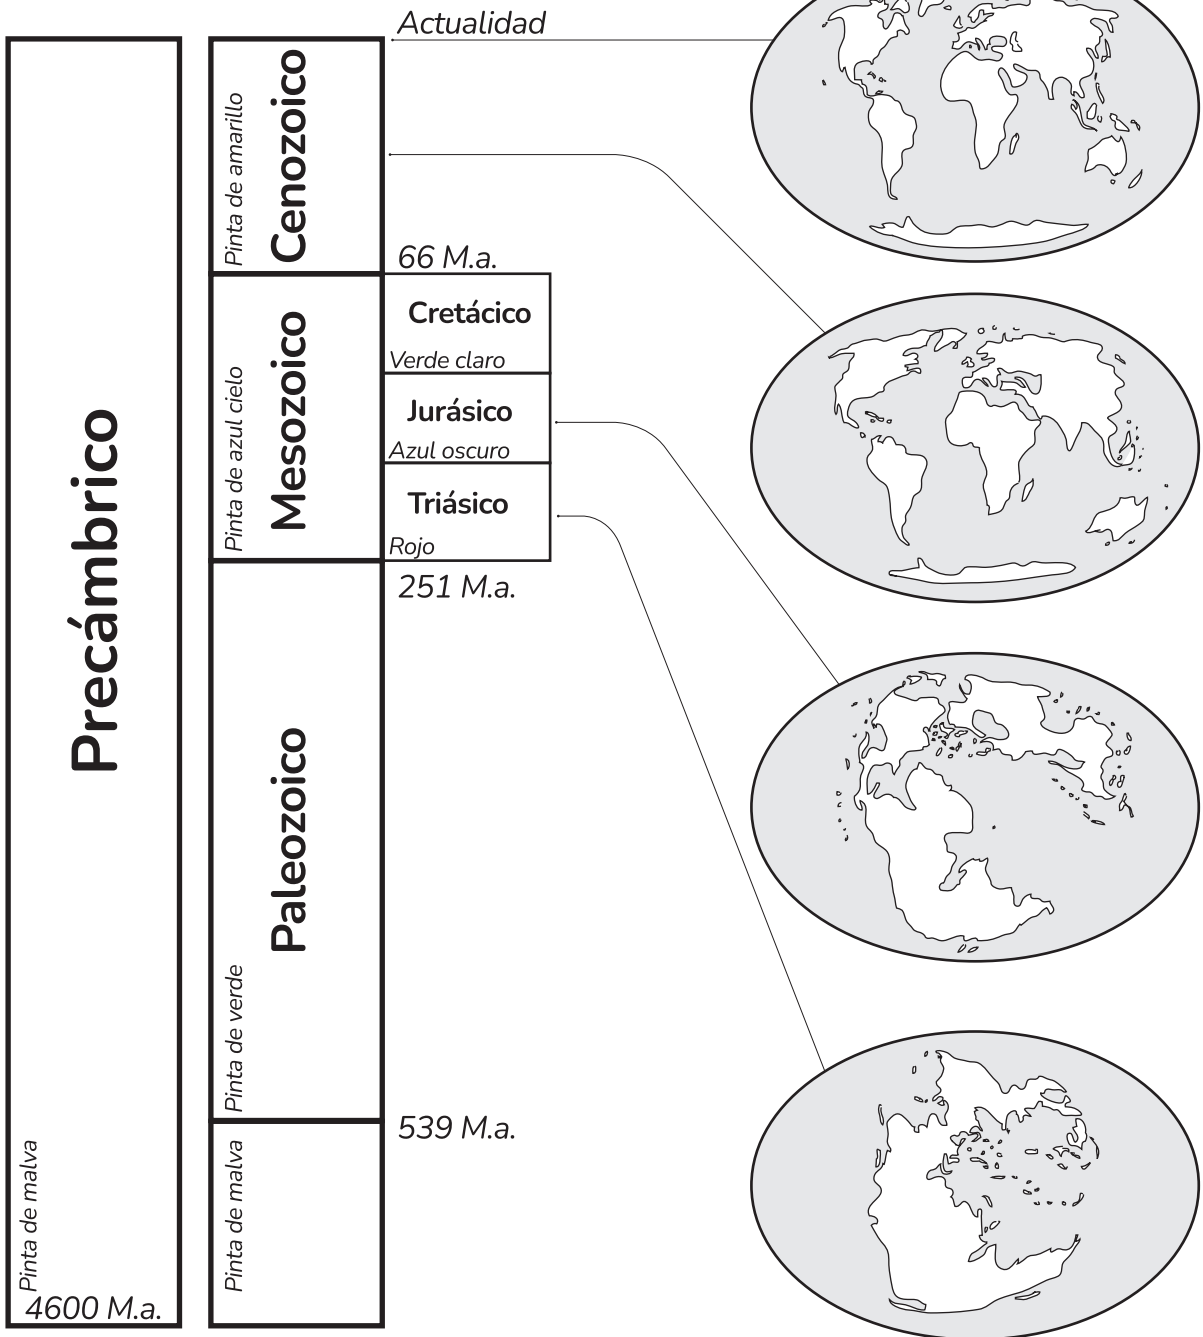 Actualidad
Precámbrico
Pinta de malva
4600 M.a.
Pinta de amarillo
Cenozoico
66 M.a.
Pinta de azul cielo
Mesozoico
Cretácico
Verde claro
Jurásico
Azul oscuro
Triásico
Rojo
251 M.a.
Pinta de verde
Paleozoico
539 M.a.
Pinta de malva